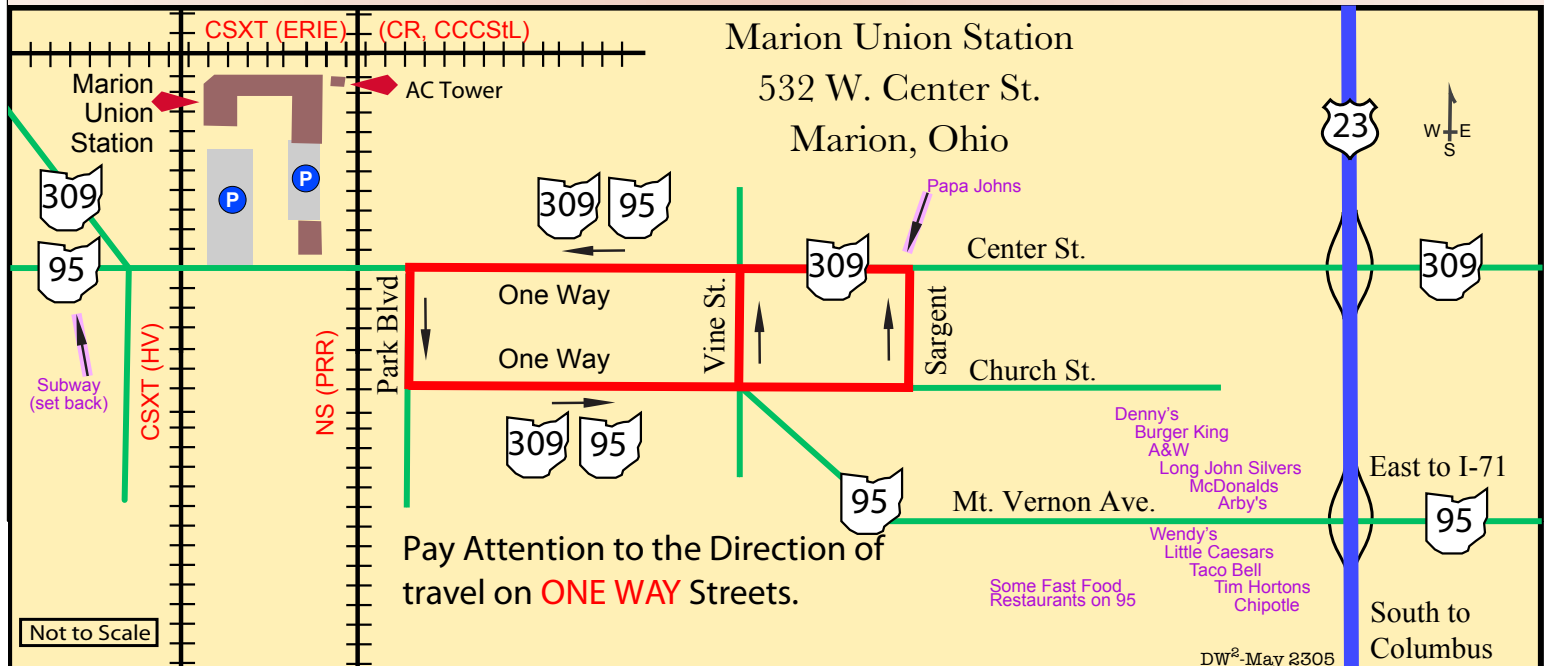 CSXT (ERIE)
(CR, CCCStL)
Marion Union Station
532 W. Center St.
Marion, Ohio
Marion
Union
Station
AC Tower
23
W E
S
P
P
309
95
309 95
Papa Johns
309
Center St.
309
One Way
One Way
Park Blvd
Vine St.
Sargent
Church St.
Subway
(set back)
CSXT (HV)
NS (PRR)
309 95
Denny's
Burger King
A&W
Long John Silvers
McDonalds
Arby's
East to I-71
95
Mt. Vernon Ave.
95
Wendy's
Little Caesars
Taco Bell
Tim Hortons
Chipotle
Some Fast Food
Restaurants on 95
Pay Attention to the Direction of
travel on ONE WAY Streets.
Not to Scale
South to
Columbus
DW²-May 2305